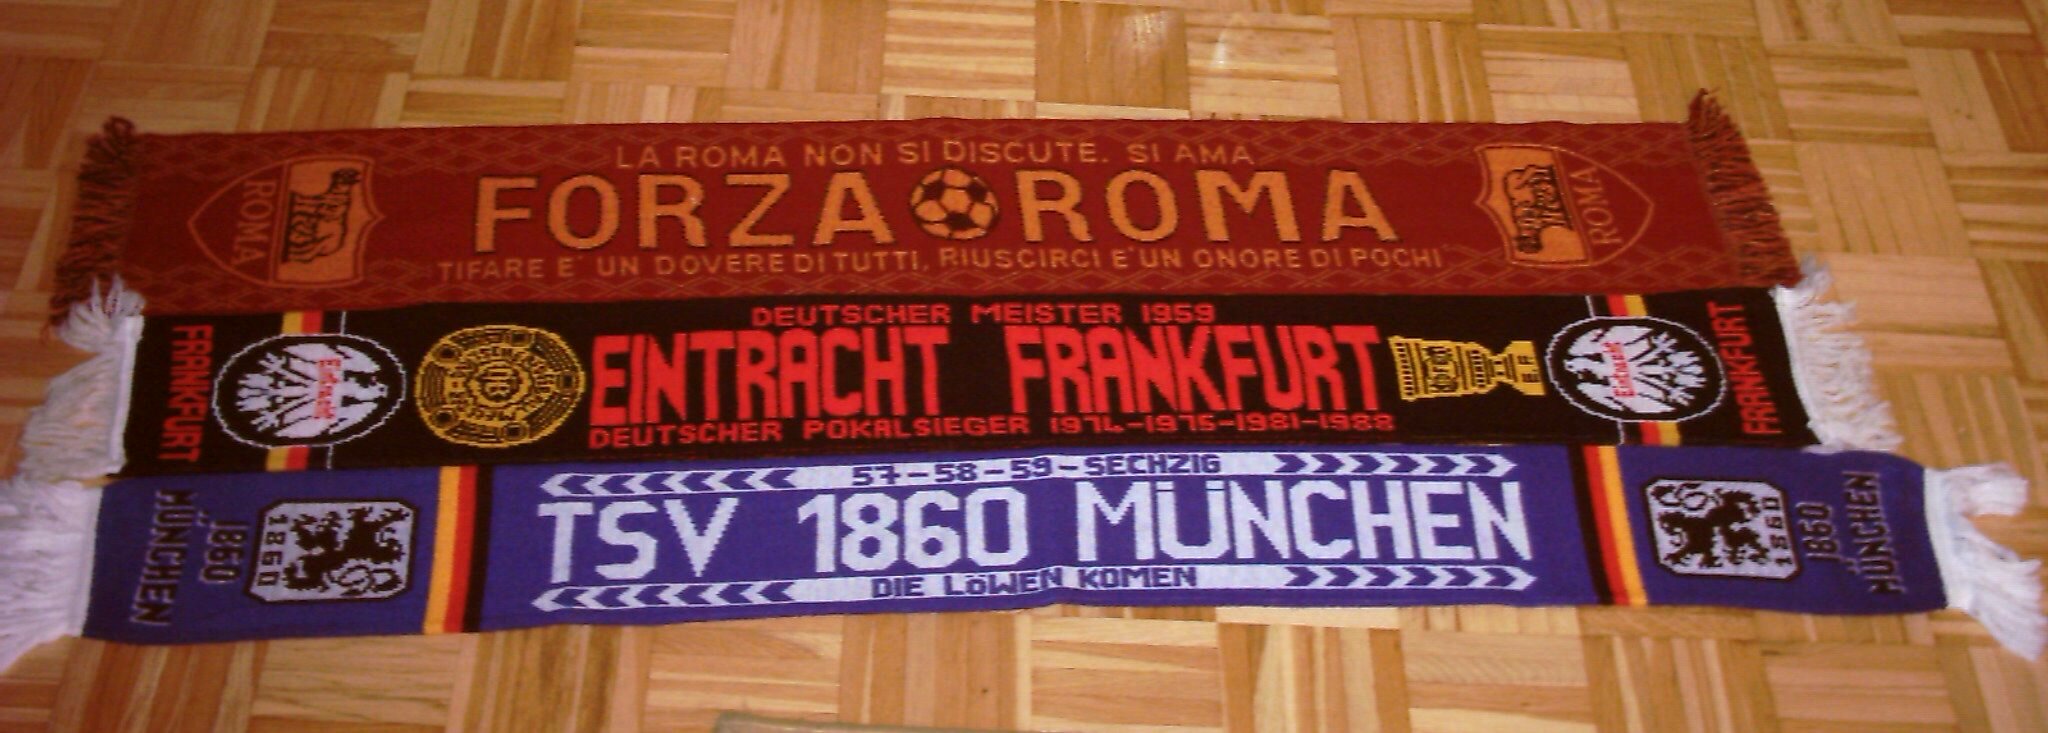 LA ROMA NON SI DISCUTE. SI AMA
ROMA
FORZA ROMA
ROMA
TIFARE E' UN DOVERE DI TUTTI, RIUSCIRCI E' UN ONORE DI POCHI
DEUTSCHER MEISTER 1959
FRANKFURT
Eintracht
EINTRACHT FRANKFURT
Eintracht
FRANKFURT
DEUTSCHER POKALSIEGER 1974-1975-1981-1988
57-58-59-SECHZIG
1860 MÜNCHEN
1860
TSV 1860 MÜNCHEN
1860
1860 MÜNCHEN
DIE LÖWEN KOMEN